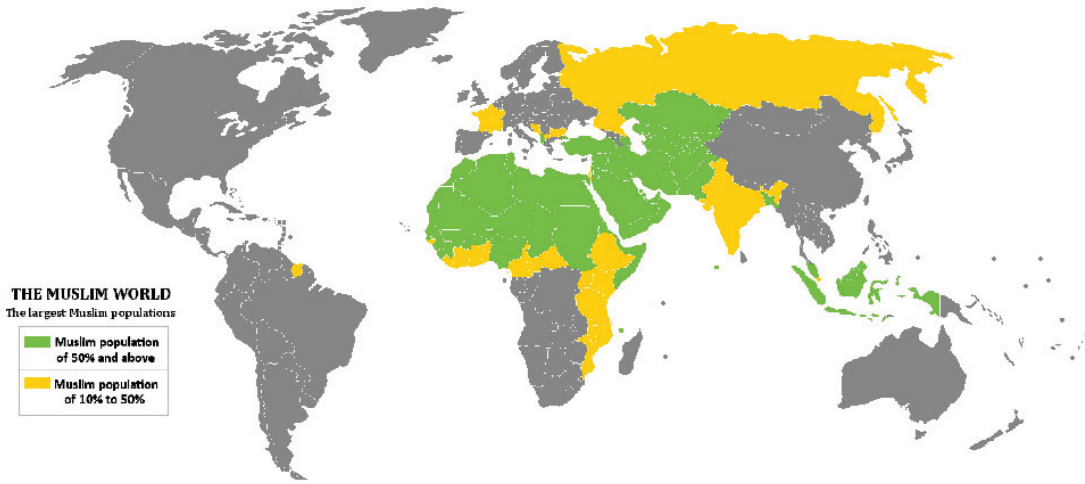 THE MUSLIM WORLD
The largest Muslim populations
Muslim population
of 50% and above
Muslim population
of 10% to 50%